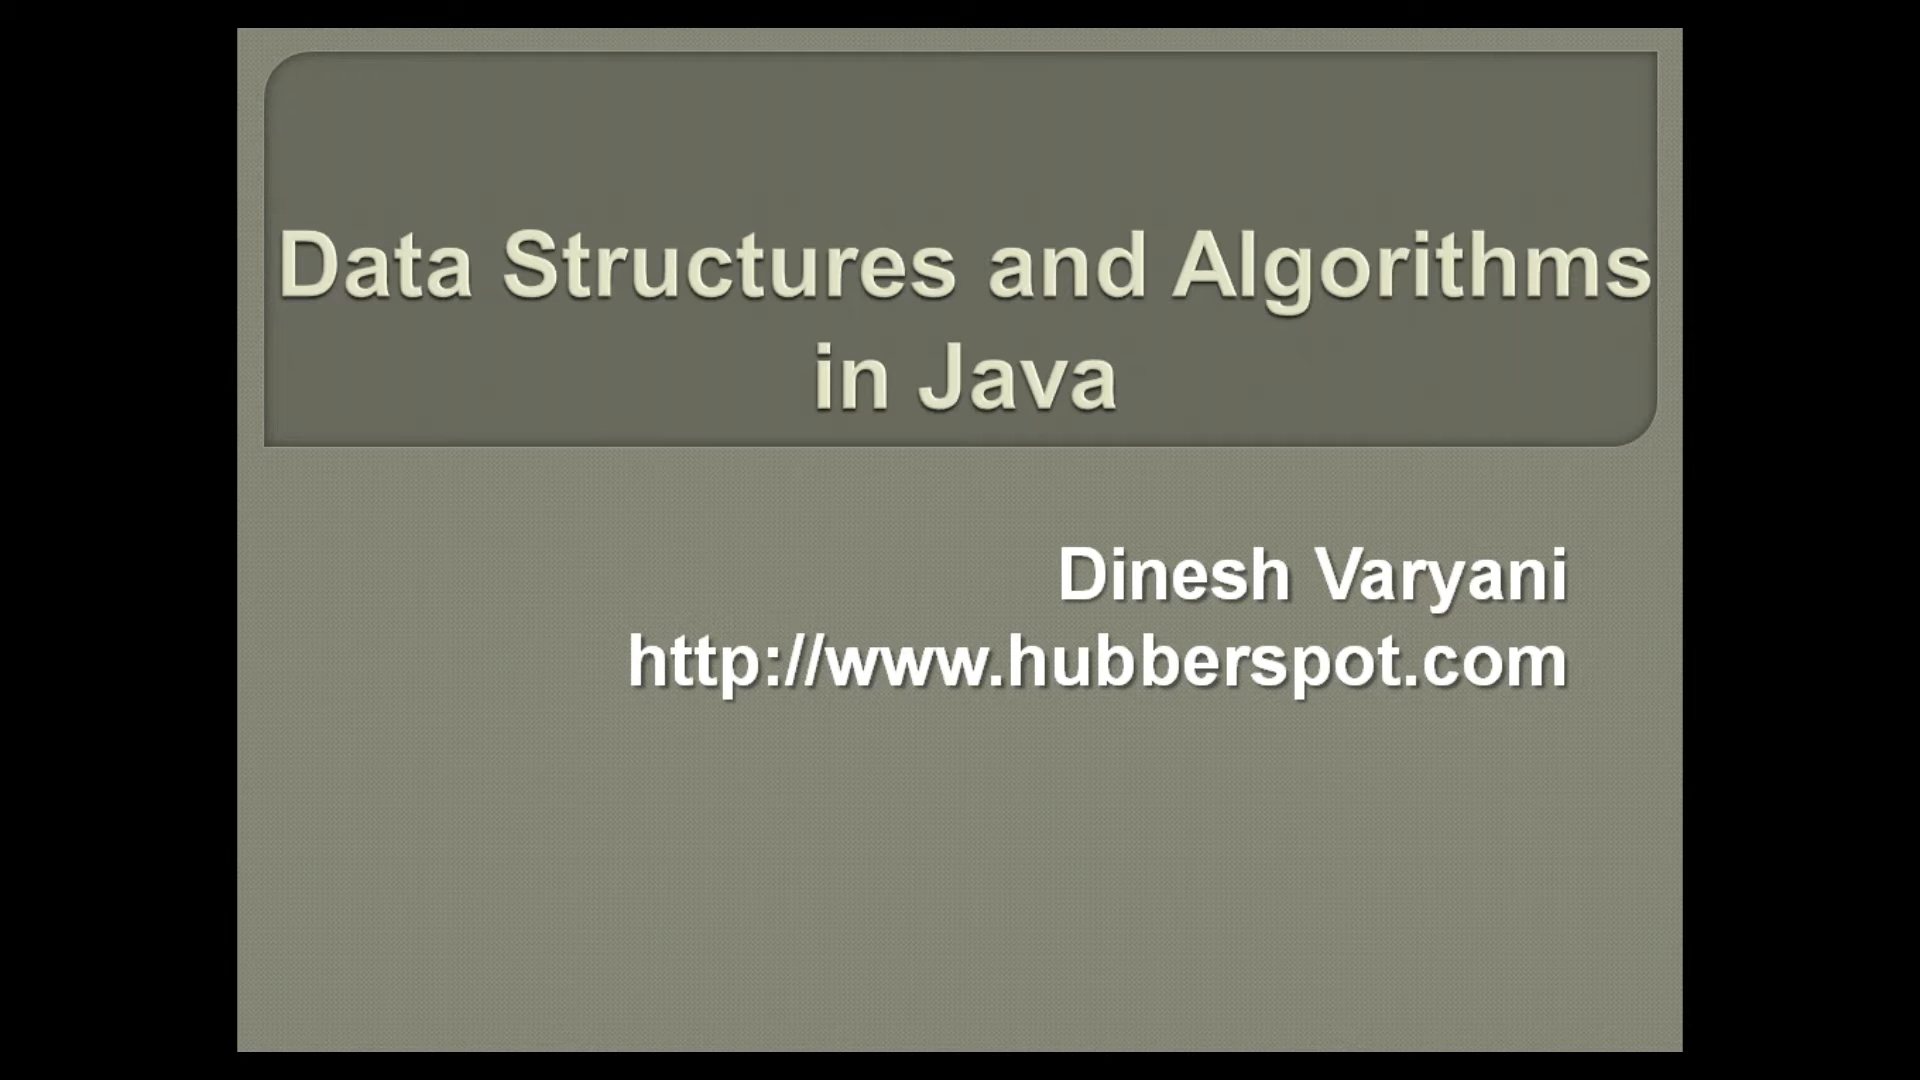 Data Structures and Algorithms
in Java
Dinesh Varyani
http://www.hubberspot.com